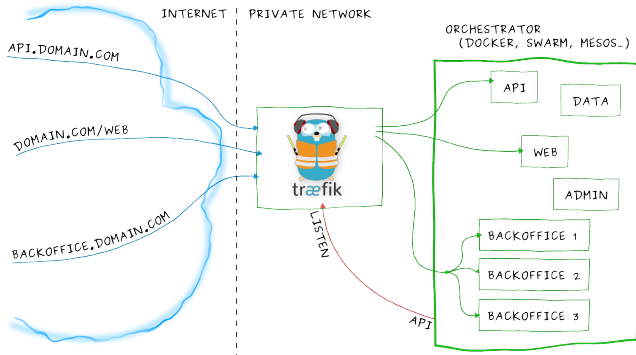 INTERNET
PRIVATE NETWORK
ORCHESTRATOR
(DOCKER, SWARM, MESOS...)
API.DOMAIN.COM
DOMAIN.COM/WEB
BACKOFFICE.DOMAIN.COM
træfik
LISTEN
API
API
DATA
WEB
ADMIN
BACKOFFICE 1
BACKOFFICE 2
BACKOFFICE 3